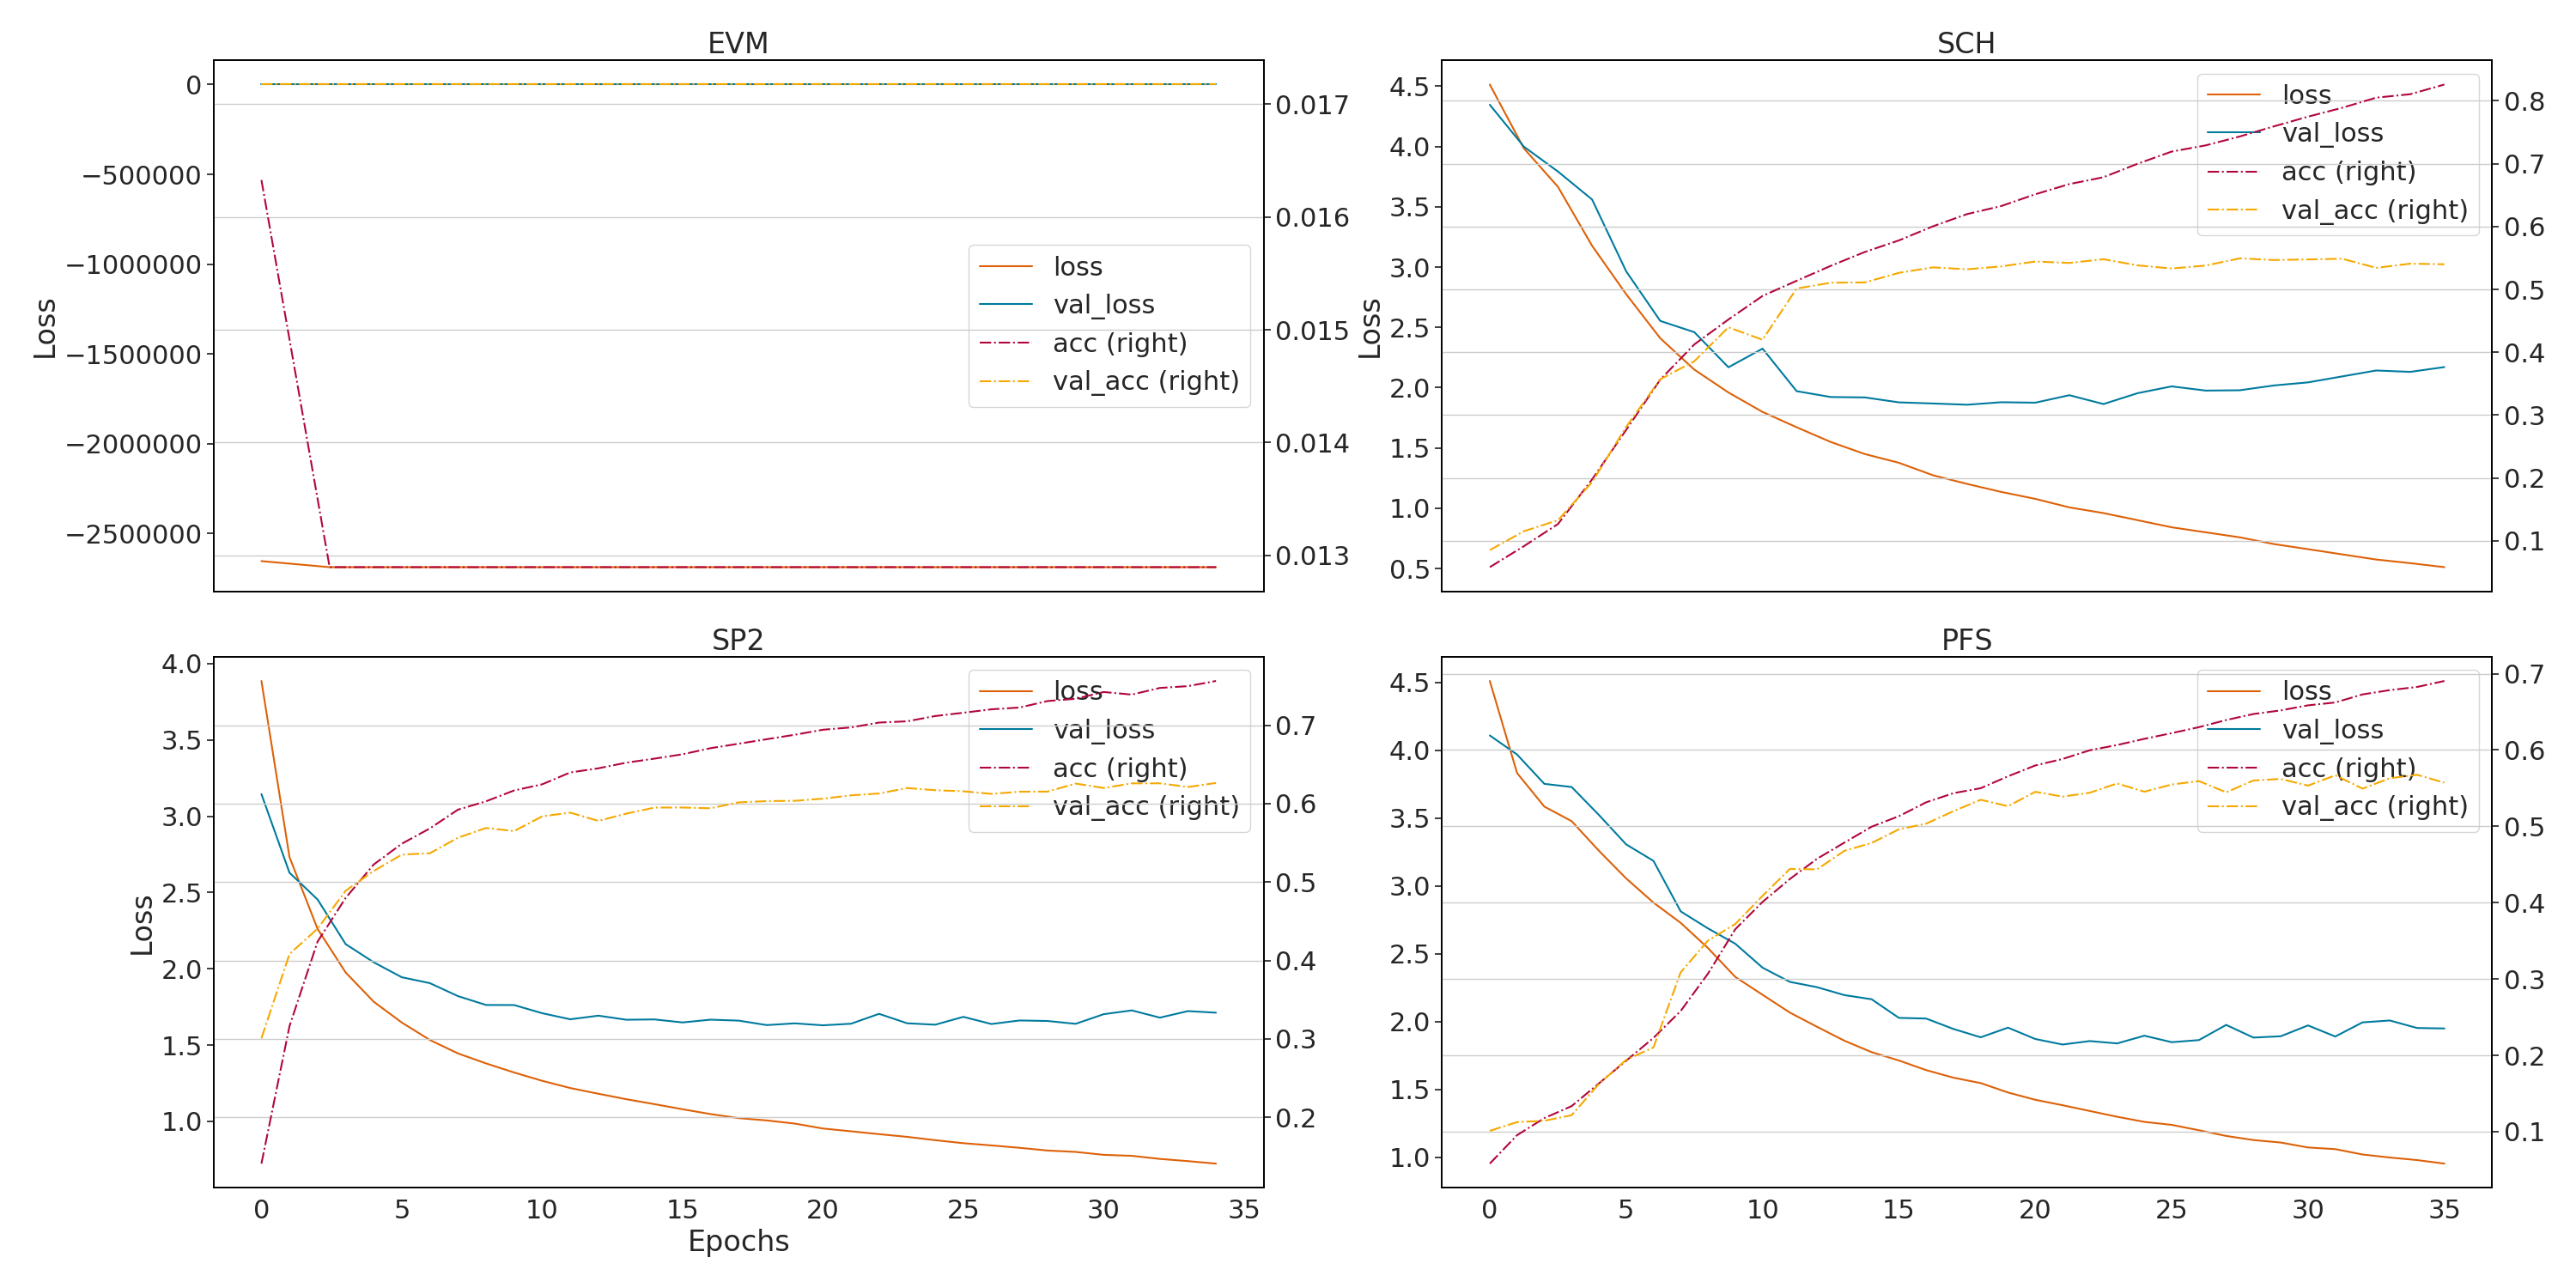 EVM
0
−500000
−1000000
−1500000
−2000000
−2500000
Loss
0.017
0.016
0.015
0.014
0.013
loss
val_loss
acc (right)
val_acc (right)
SCH
4.5
4.0
3.5
3.0
2.5
2.0
1.5
1.0
0.5
Loss
0.8
0.7
0.6
0.5
0.4
0.3
0.2
0.1
loss
val_loss
acc (right)
val_acc (right)
SP2
4.0
3.5
3.0
2.5
2.0
1.5
1.0
Loss
0.7
0.6
0.5
0.4
0.3
0.2
loss
val_loss
acc (right)
val_acc (right)
0 5 10 15 20 25 30 35
Epochs
PFS
4.5
4.0
3.5
3.0
2.5
2.0
1.5
1.0
0.7
0.6
0.5
0.4
0.3
0.2
0.1
loss
val_loss
acc (right)
val_acc (right)
0 5 10 15 20 25 30 35